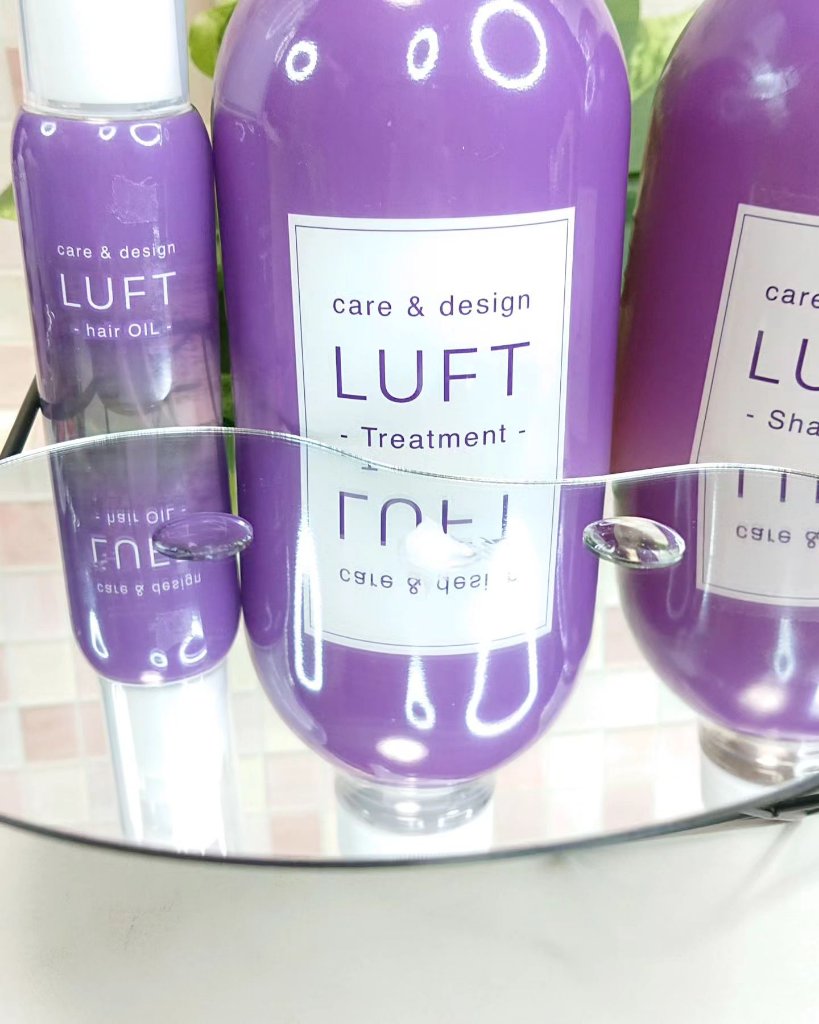 care & design
LUFT
- hair OIL -
care & design
LUFT
- Treatment -
care
LU
- Sha